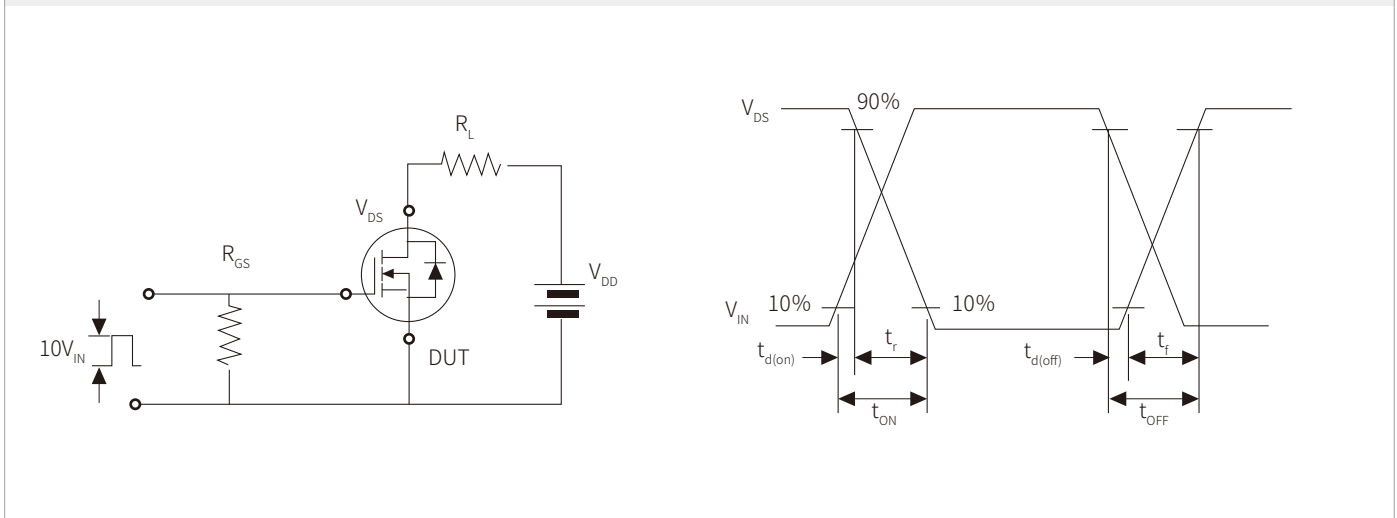 R_L
V_DS
R_GS
V_DD
10V_IN
DUT
V_DS 90%
V_IN 10% 10%
t_d(on) t_r t_d(off) t_f
t_ON t_OFF